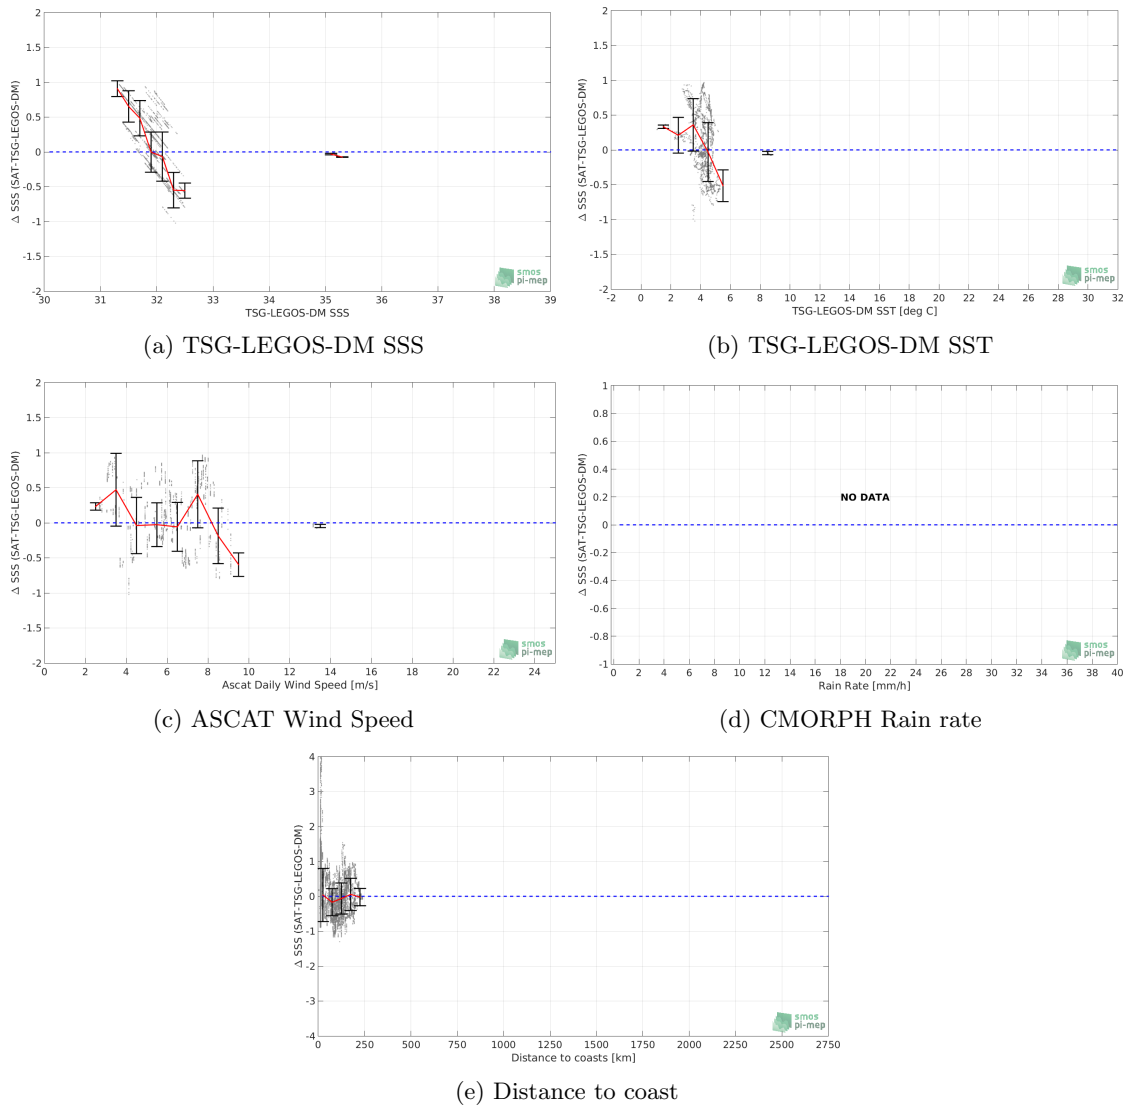 2
1.5
1
0.5
0
-0.5
-1
-1.5
-2
Δ SSS (SAT-TSG-LEGOS-DM)
30 31 32 33 34 35 36 37 38 39
TSG-LEGOS-DM SSS
smos
pi-mep
(a) TSG-LEGOS-DM SSS
2
1.5
1
0.5
0
-0.5
-1
-1.5
-2
Δ SSS (SAT-TSG-LEGOS-DM)
-2 0 2 4 6 8 10 12 14 16 18 20 22 24 26 28 30 32
TSG-LEGOS-DM SST [deg C]
smos
pi-mep
(b) TSG-LEGOS-DM SST
2
1.5
1
0.5
0
-0.5
-1
-1.5
-2
Δ SSS (SAT-TSG-LEGOS-DM)
0 2 4 6 8 10 12 14 16 18 20 22 24
Ascat Daily Wind Speed [m/s]
smos
pi-mep
(c) ASCAT Wind Speed
1
0.8
0.6
0.4
0.2
0
-0.2
-0.4
-0.6
-0.8
-1
Δ SSS (SAT-TSG-LEGOS-DM)
NO DATA
0 2 4 6 8 10 12 14 16 18 20 22 24 26 28 30 32 34 36 38 40
Rain Rate [mm/h]
smos
pi-mep
(d) CMORPH Rain rate
4
3
2
1
0
-1
-2
-3
-4
Δ SSS (SAT-TSG-LEGOS-DM)
0 250 500 750 1000 1250 1500 1750 2000 2250 2500 2750
Distance to coasts [km]
smos
pi-mep
(e) Distance to coast